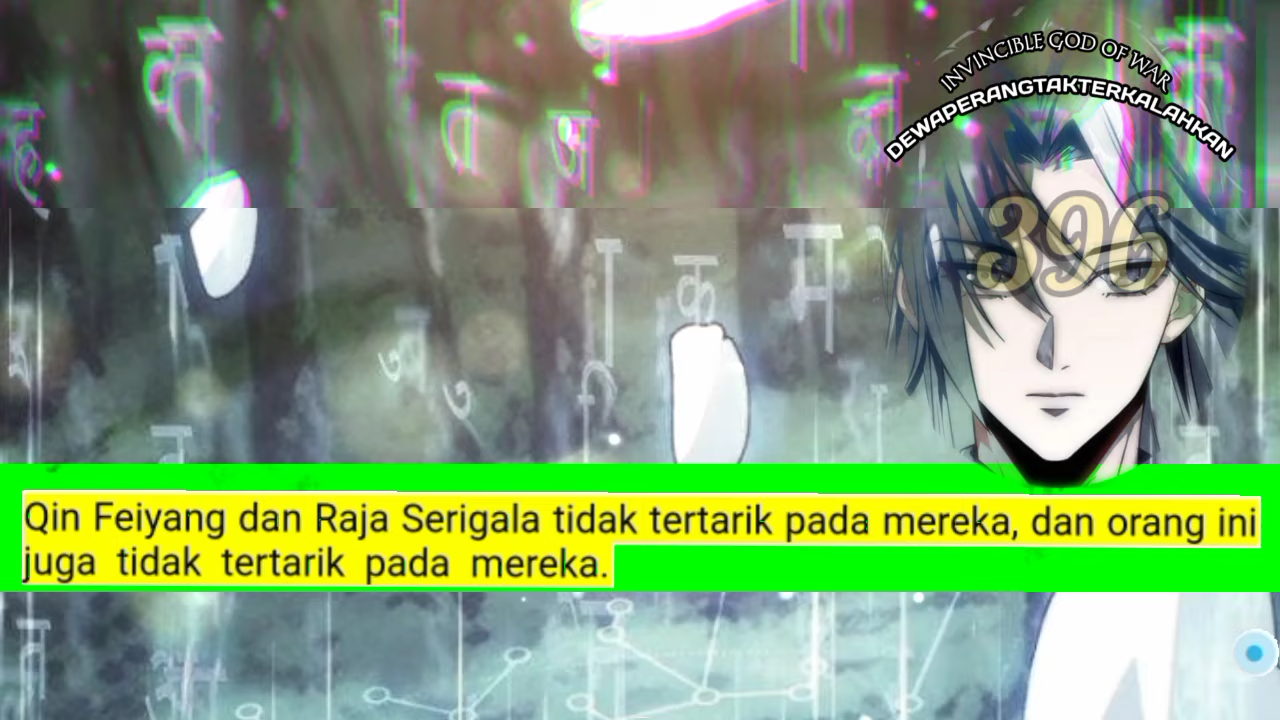 INVINCIBLE GOD OF WAR
DEWAPERANGTAKTERKALAHKAN
396
Qin Feiyang dan Raja Serigala tidak tertarik pada mereka, dan orang ini
juga tidak tertarik pada mereka.